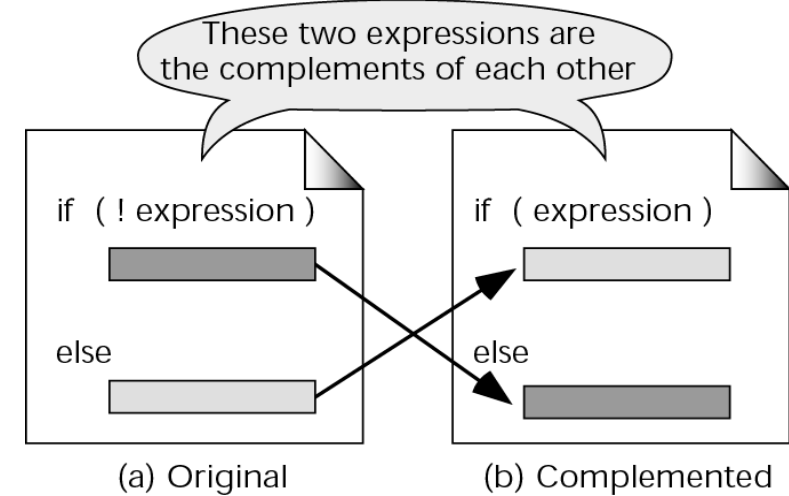 These two expressions are
the complements of each other
if ( ! expression )
else
(a) Original
if ( expression )
else
(b) Complemented